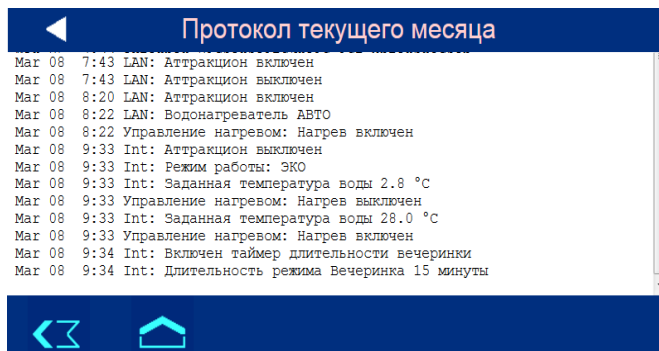 Протокол текущего месяца
Mar 08 7:43 LAN: Аттракцион включен
Mar 08 7:43 LAN: Аттракцион выключен
Mar 08 8:20 LAN: Аттракцион включен
Mar 08 8:22 LAN: Водонагреватель АВТО
Mar 08 8:22 Управление нагревом: Нагрев включен
Mar 08 9:33 Int: Аттракцион выключен
Mar 08 9:33 Int: Режим работы: ЭКО
Mar 08 9:33 Int: Заданная температура воды 2.8 °C
Mar 08 9:33 Управление нагревом: Нагрев выключен
Mar 08 9:33 Int: Заданная температура воды 28.0 °C
Mar 08 9:33 Управление нагревом: Нагрев включен
Mar 08 9:34 Int: Включен таймер длительности вечеринки
Mar 08 9:34 Int: Длительность режима Вечеринка 15 минуты